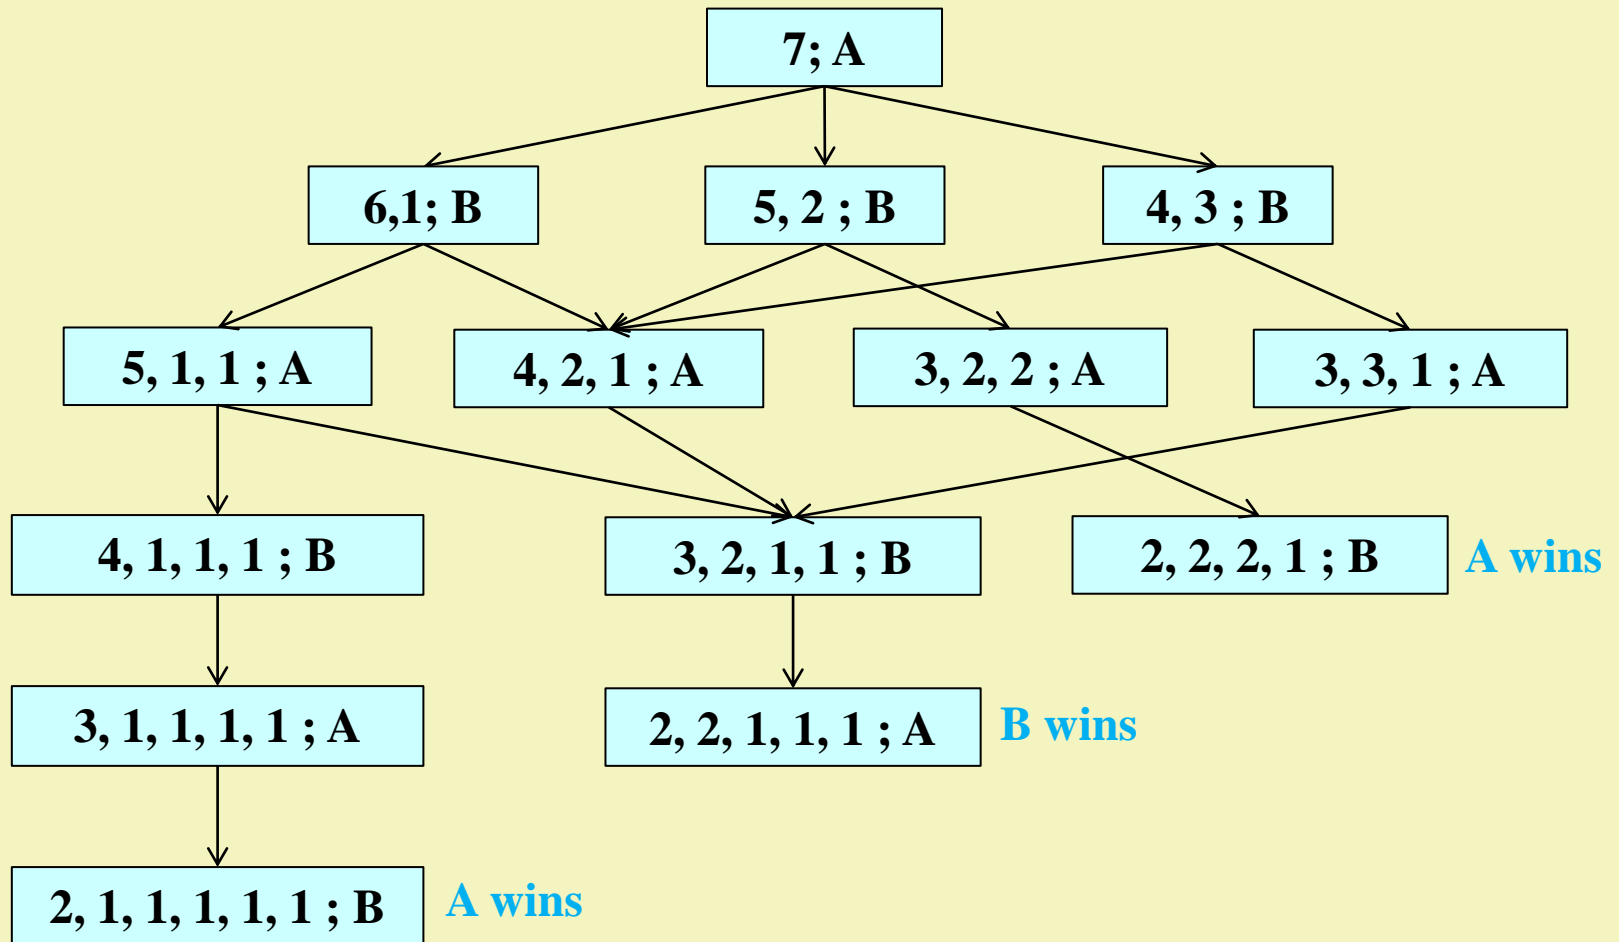 7; A
6,1; B
5, 2 ; B
4, 3 ; B
5, 1, 1 ; A
4, 2, 1 ; A
3, 2, 2 ; A
3, 3, 1 ; A
4, 1, 1, 1 ; B
3, 2, 1, 1 ; B
2, 2, 2, 1 ; B
A wins
3, 1, 1, 1, 1 ; A
2, 2, 1, 1, 1 ; A
B wins
2, 1, 1, 1, 1, 1 ; B
A wins